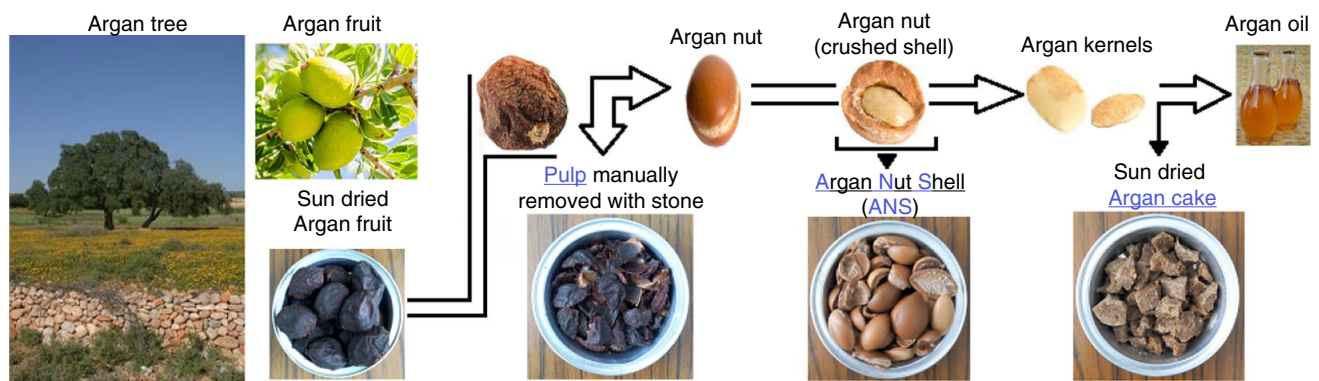 Argan tree
Argan fruit
Sun dried
Argan fruit
Pulp manually
removed with stone
Argan nut
Argan nut
(crushed shell)
Argan Nut Shell
(ANS)
Argan kernels
Sun dried
Argan cake
Argan oil